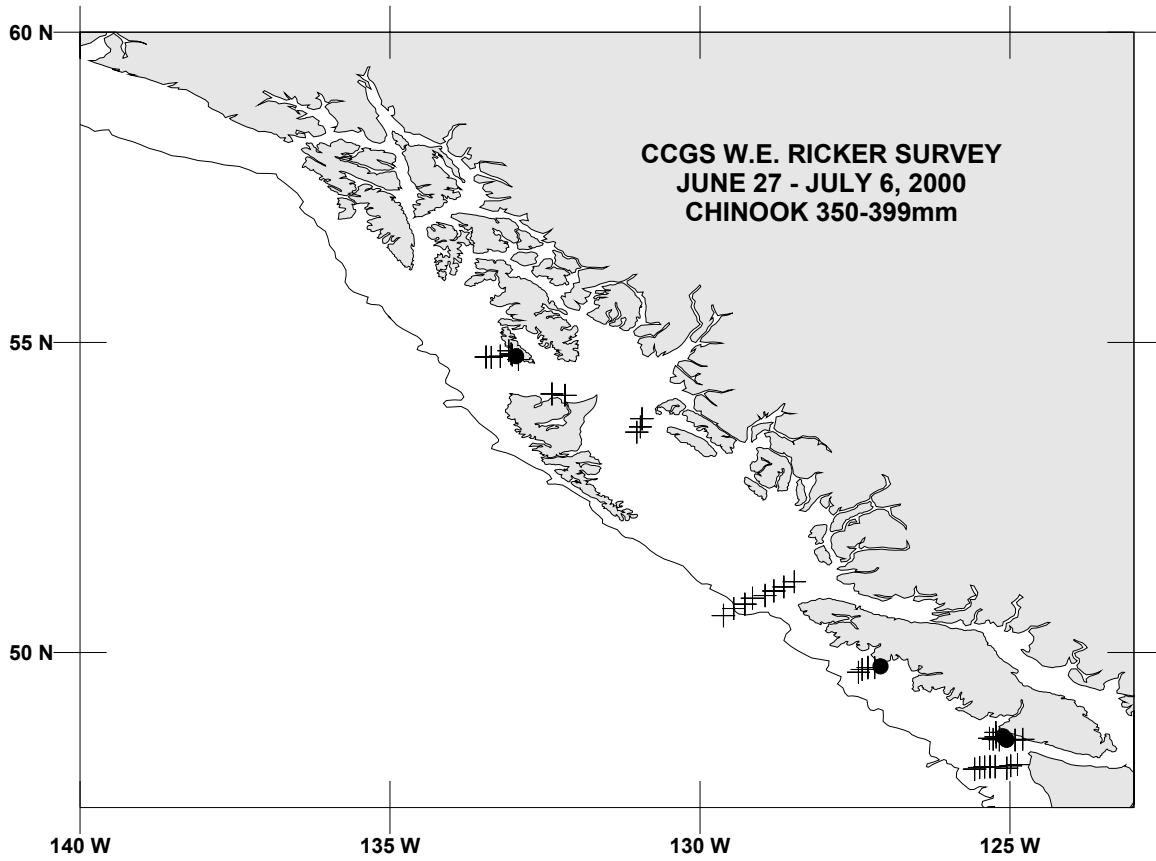 60 N
CCGS W.E. RICKER SURVEY
JUNE 27 - JULY 6, 2000
CHINOOK 350-399mm
55 N
50 N
140 W 135 W 130 W 125 W